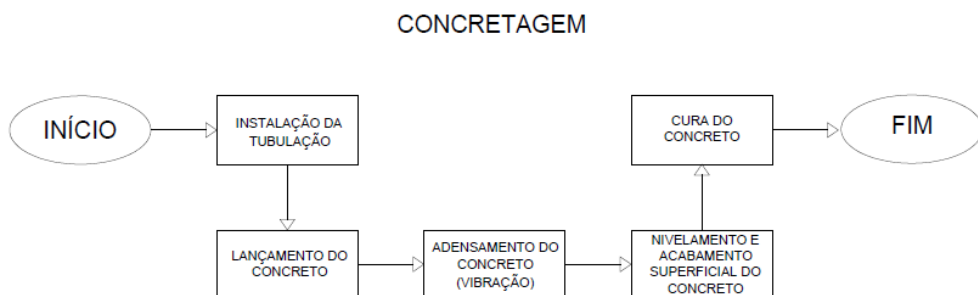 CONCRETAGEM
INÍCIO
INSTALAÇÃO DA
TUBULAÇÃO
LANÇAMENTO DO
CONCRETO
ADENSAMENTO DO
CONCRETO
(VIBRAÇÃO)
NIVELAMENTO E
ACABAMENTO
SUPERFICIAL DO
CONCRETO
CURA DO
CONCRETO
FIM